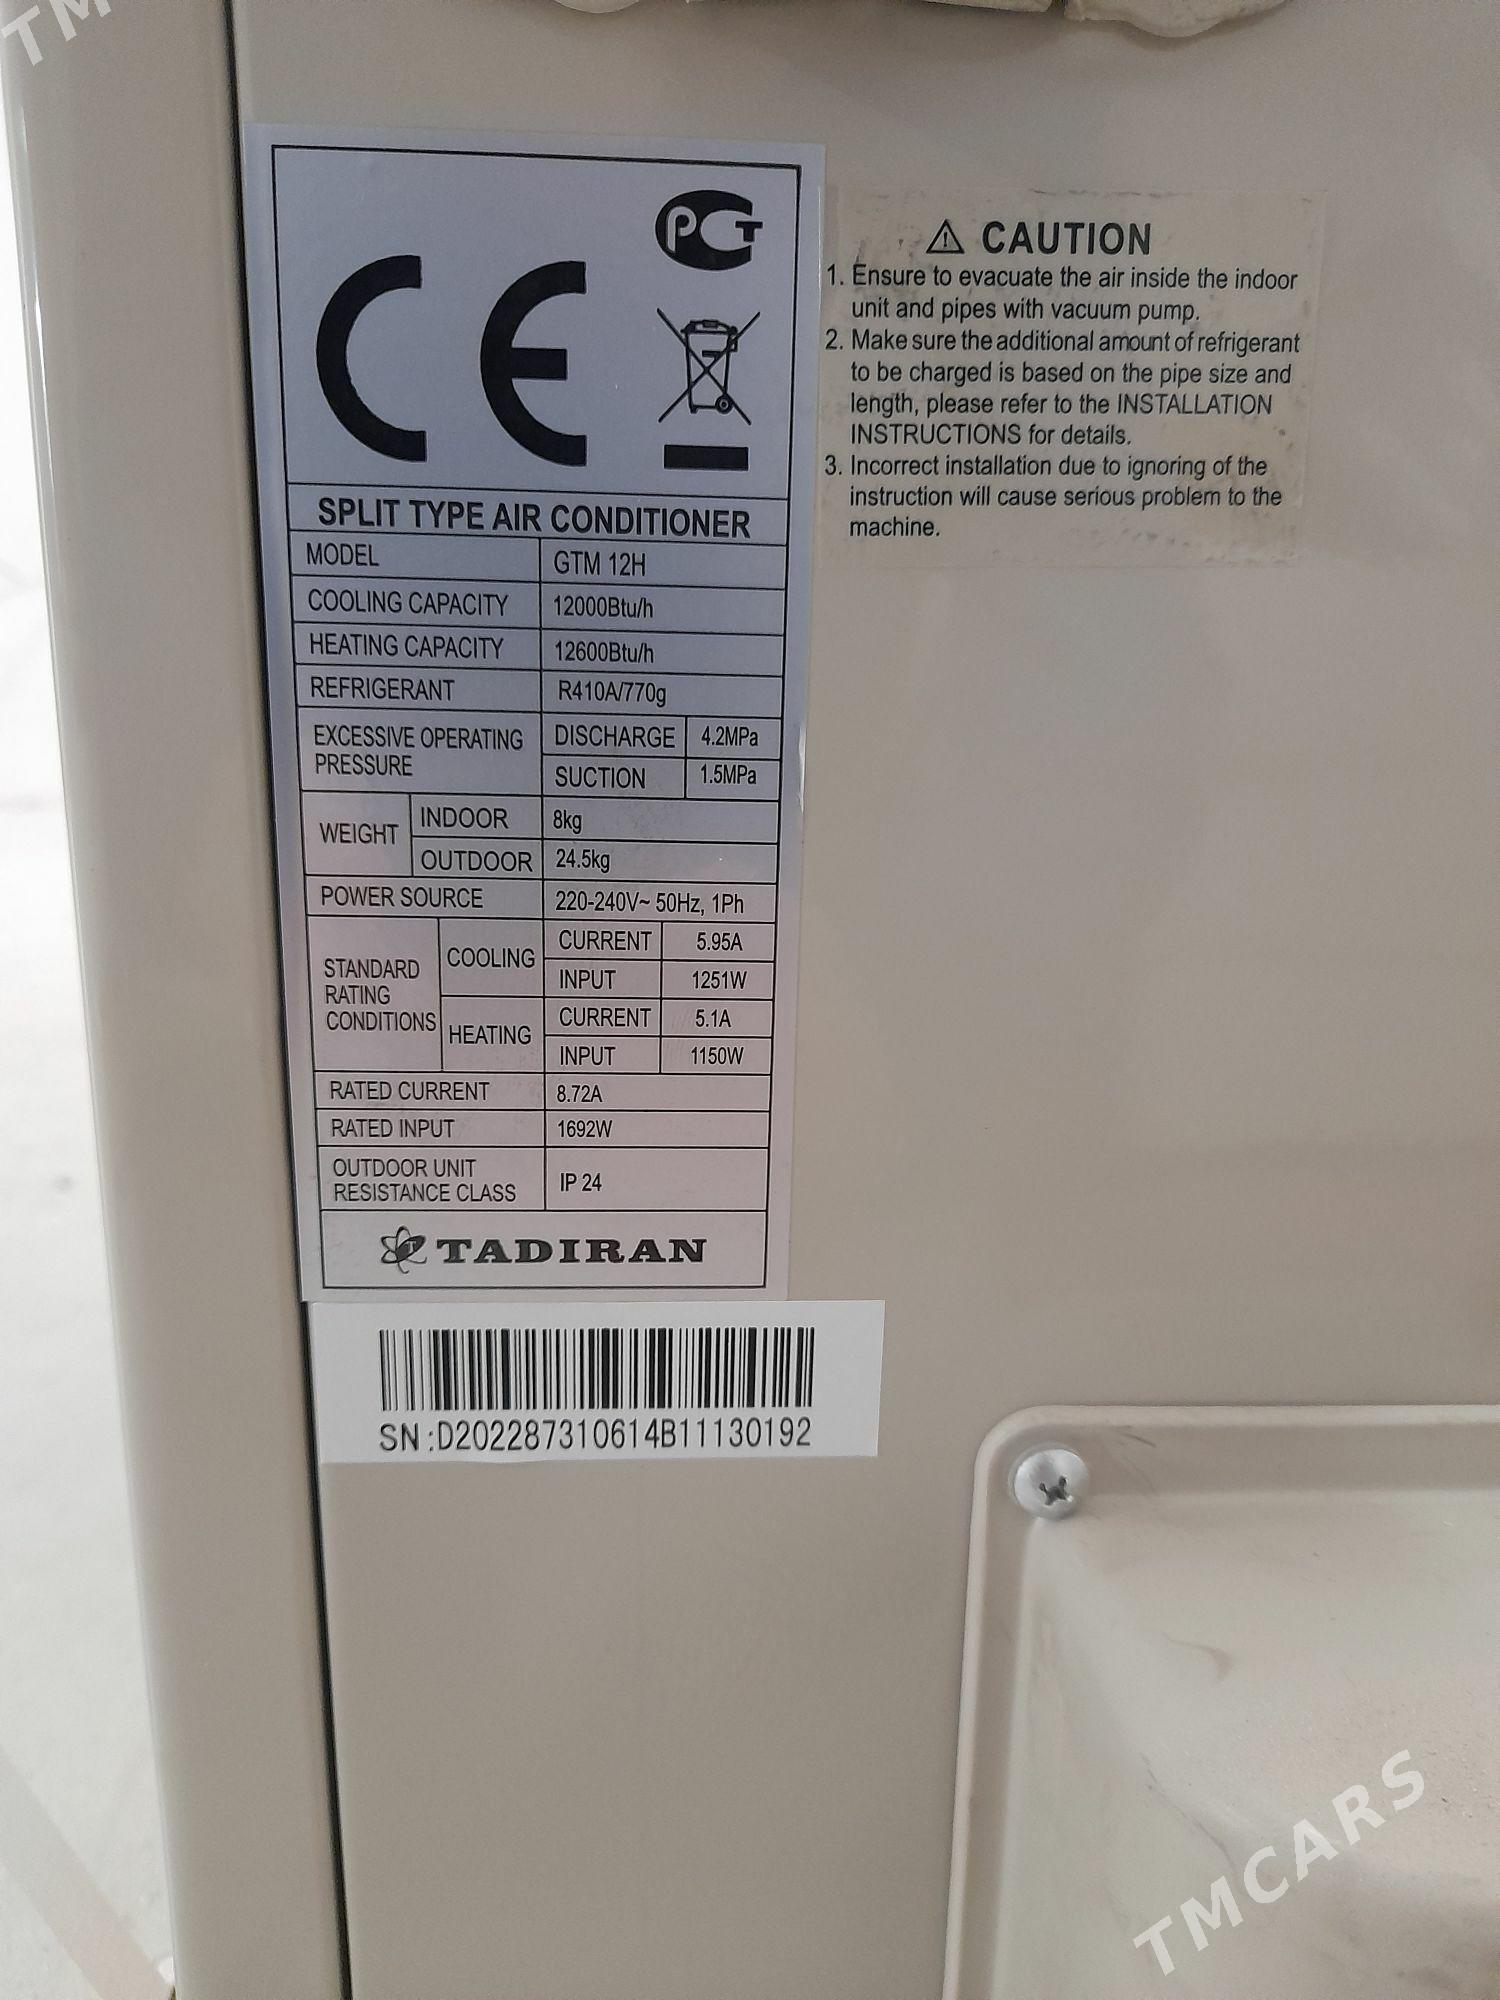 TM
PCT
CE
SPLIT TYPE AIR CONDITIONER
MODEL GTM 12H
COOLING CAPACITY 12000Btu/h
HEATING CAPACITY 12600Btu/h
REFRIGERANT R410A/770g
EXCESSIVE OPERATING PRESSURE DISCHARGE 4.2MPa
SUCTION 1.5MPa
WEIGHT INDOOR 8kg
OUTDOOR 24.5kg
POWER SOURCE 220-240V~ 50Hz, 1Ph
STANDARD RATING CONDITIONS COOLING CURRENT 5.95A
INPUT 1251W
HEATING CURRENT 5.1A
INPUT 1150W
RATED CURRENT 8.72A
RATED INPUT 1692W
OUTDOOR UNIT RESISTANCE CLASS IP 24
TADIRAN
SN:D202287310614B11130192
CAUTION
1. Ensure to evacuate the air inside the indoor
unit and pipes with vacuum pump.
2. Make sure the additional amount of refrigerant
to be charged is based on the pipe size and
length, please refer to the INSTALLATION
INSTRUCTIONS for details.
3. Incorrect installation due to ignoring of the
instruction will cause serious problem to the
machine.
TMCARS